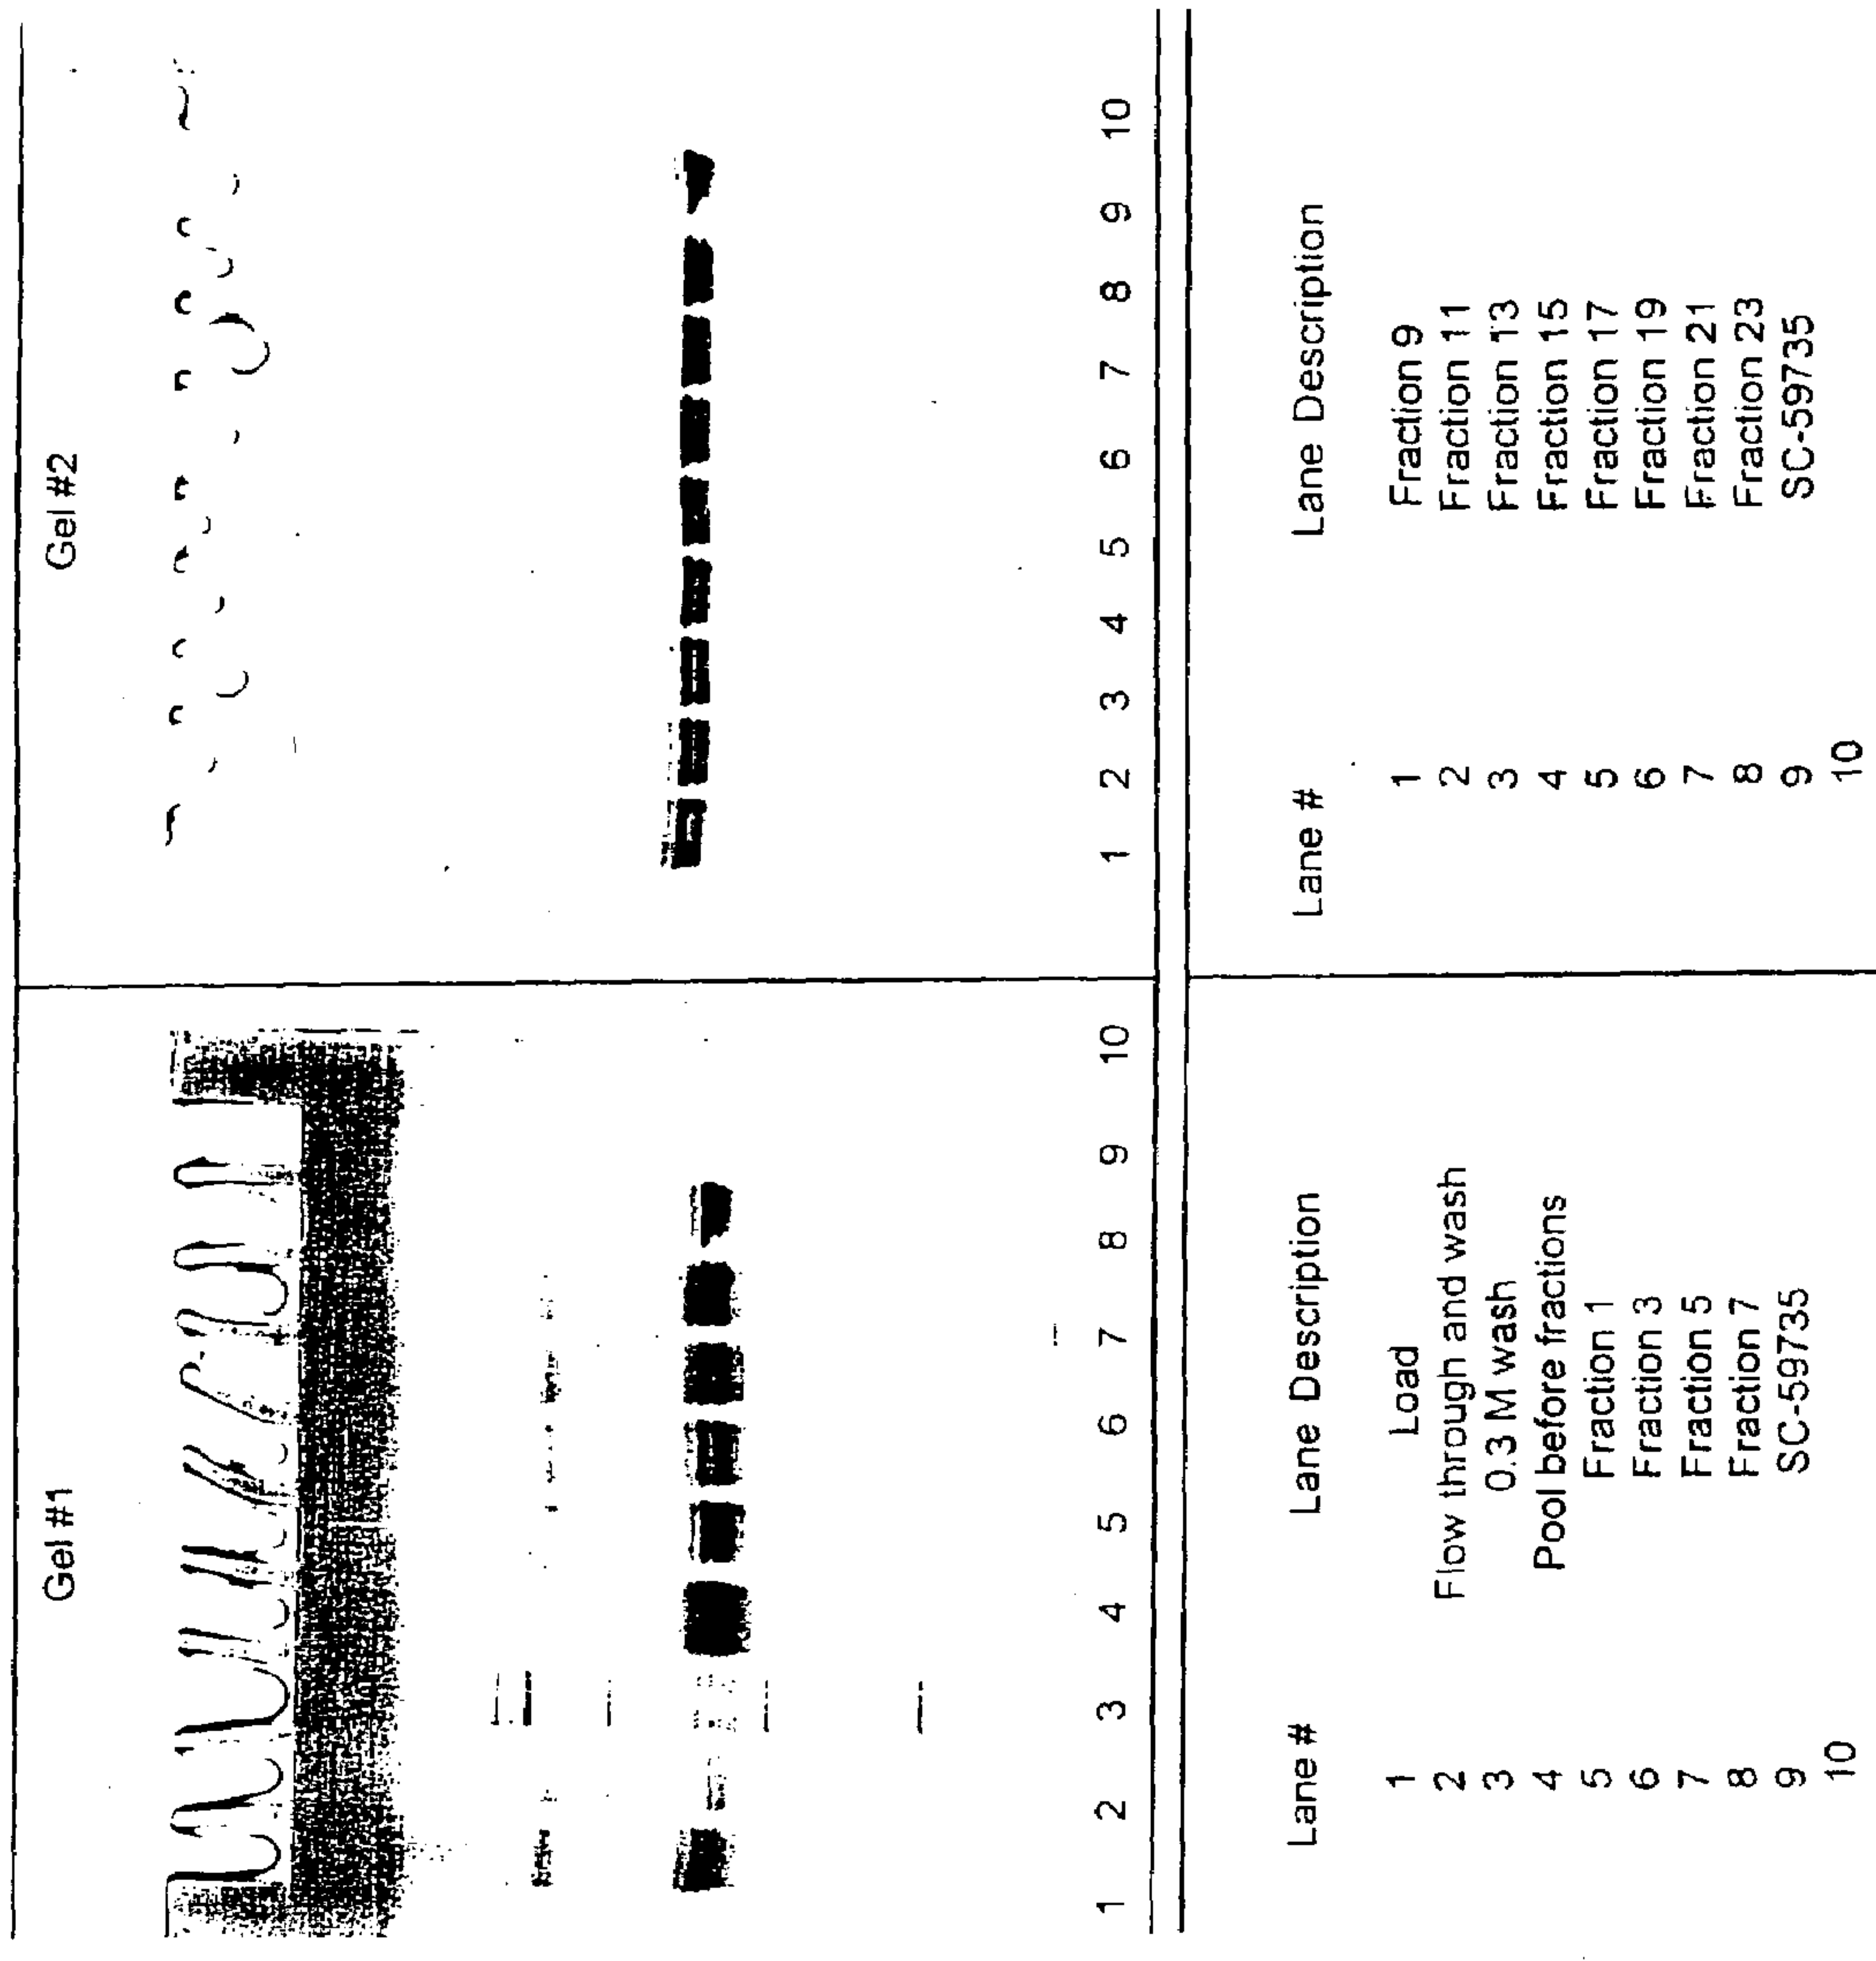 Gel #1
Gel #2
1 2 3 4 5 6 7 8 9 10
1 2 3 4 5 6 7 8 9 10
Lane # Lane Description
1 Load
2 Flow through and wash
3 0.3 M wash
4 Pool before fractions
5 Fraction 1
6 Fraction 3
7 Fraction 5
8 Fraction 7
9 SC-59735
10
Lane # Lane Description
1 Fraction 9
2 Fraction 11
3 Fraction 13
4 Fraction 15
5 Fraction 17
6 Fraction 19
7 Fraction 21
8 Fraction 23
9 SC-59735
10